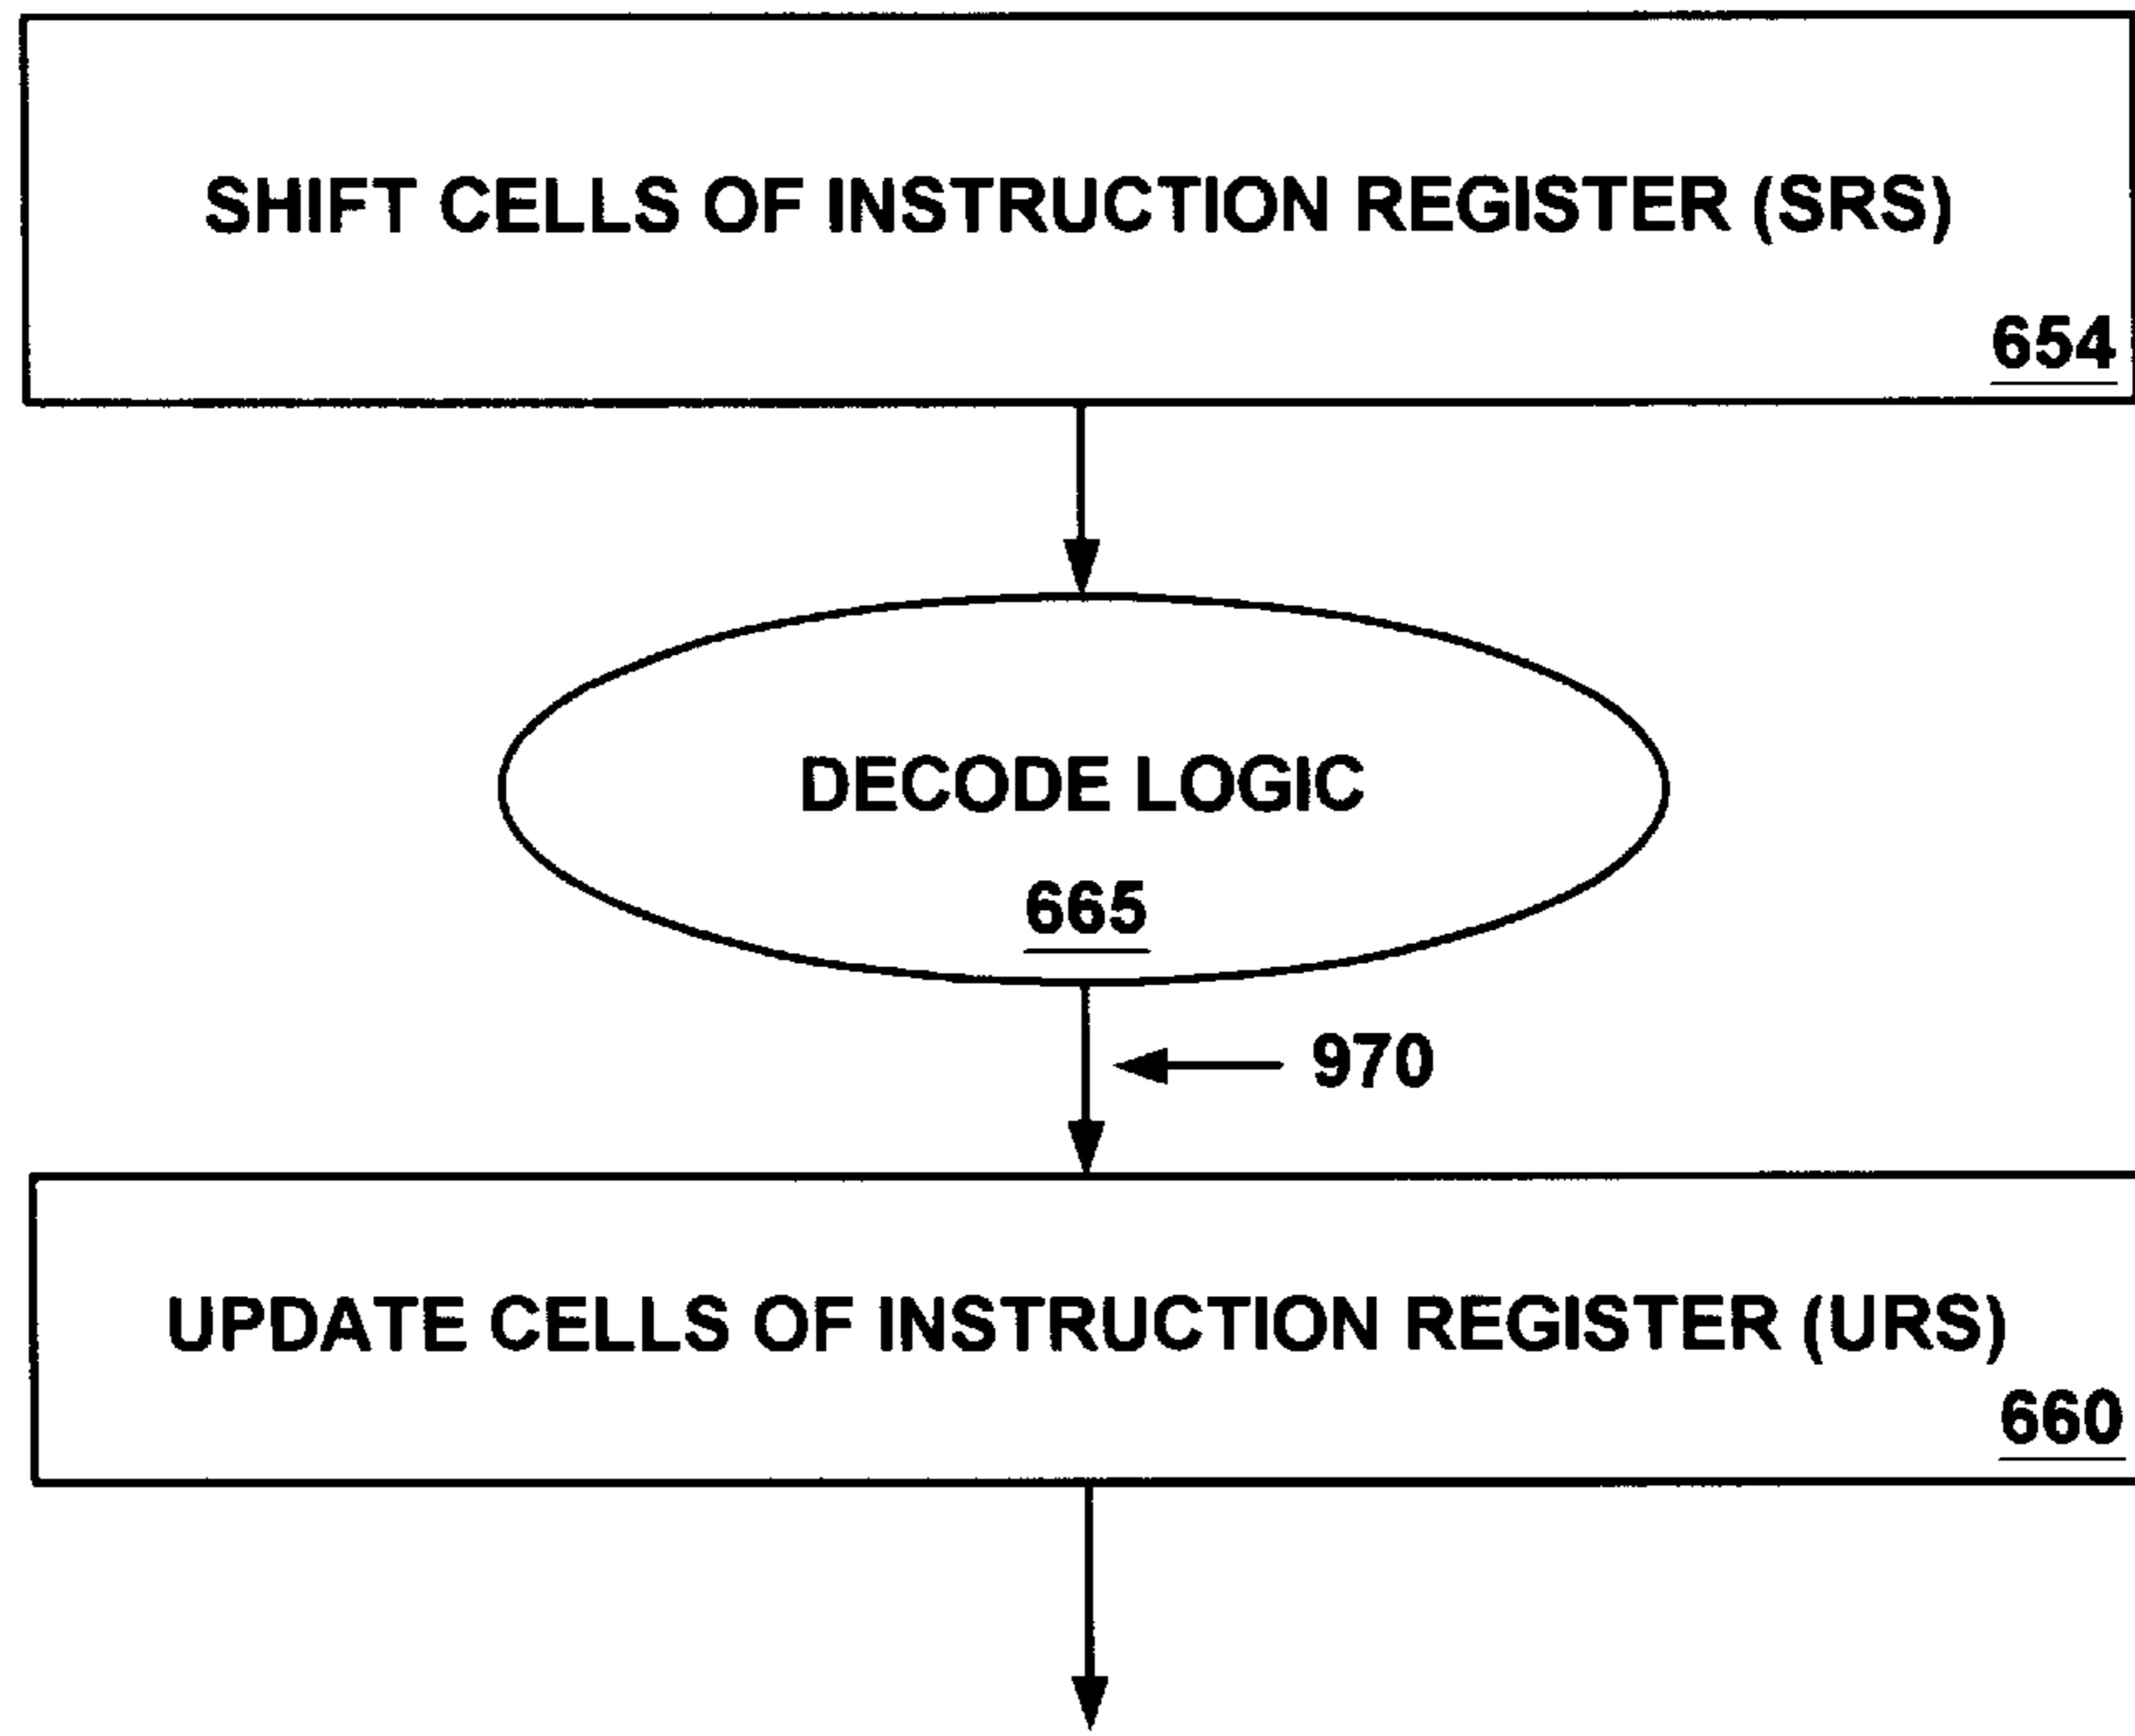 SHIFT CELLS OF INSTRUCTION REGISTER (SRS)
654
DECODE LOGIC
665
970
UPDATE CELLS OF INSTRUCTION REGISTER (URS)
660